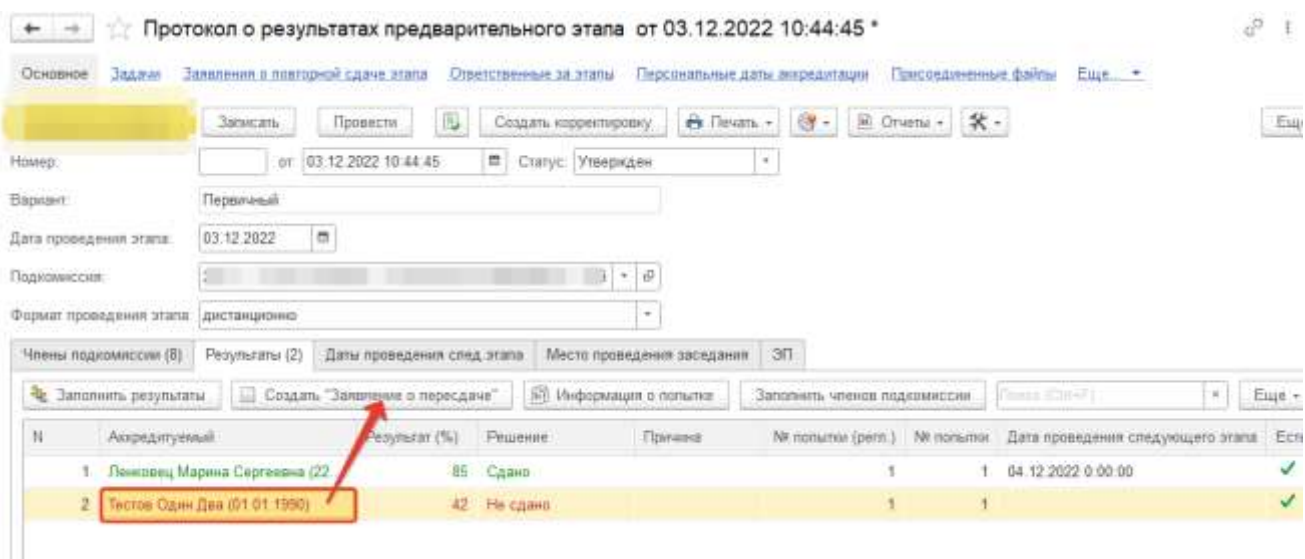 Протокол о результатах предварительного этапа от 03.12.2022 10:44:45 *
Основное Задачи Заявления о повторной сдаче этапа Ответственные за этапы Персональные даты аккредитации Присоединенные файлы Еще...
Записать Провести Создать корректировку Печать Отчеты Еще
Номер: от: 03.12.2022 10:44:45 Статус: Утвержден
Вариант: Первичный
Дата проведения этапа: 03.12.2022
Подкомиссия:
Формат проведения этапа: дистанционно
Члены подкомиссии (8) Результаты (2) Даты проведения след.этапа Место проведения заседания ЭП
Заполнить результаты Создать "Заявление о пересдаче" Информация о попытке Заполнить членов подкомиссии Поиск (Ctrl+F) Еще
N Аккредитуемый Результат (%) Решение Причина № попытки (регл.) № попытки Дата проведения следующего этапа Есть
1 Ленковец Марина Сергеевна (22 85 Сдано 1 1 04.12.2022 0:00:00
2 Тестов Один Два (01.01.1990) 42 Не сдано 1 1